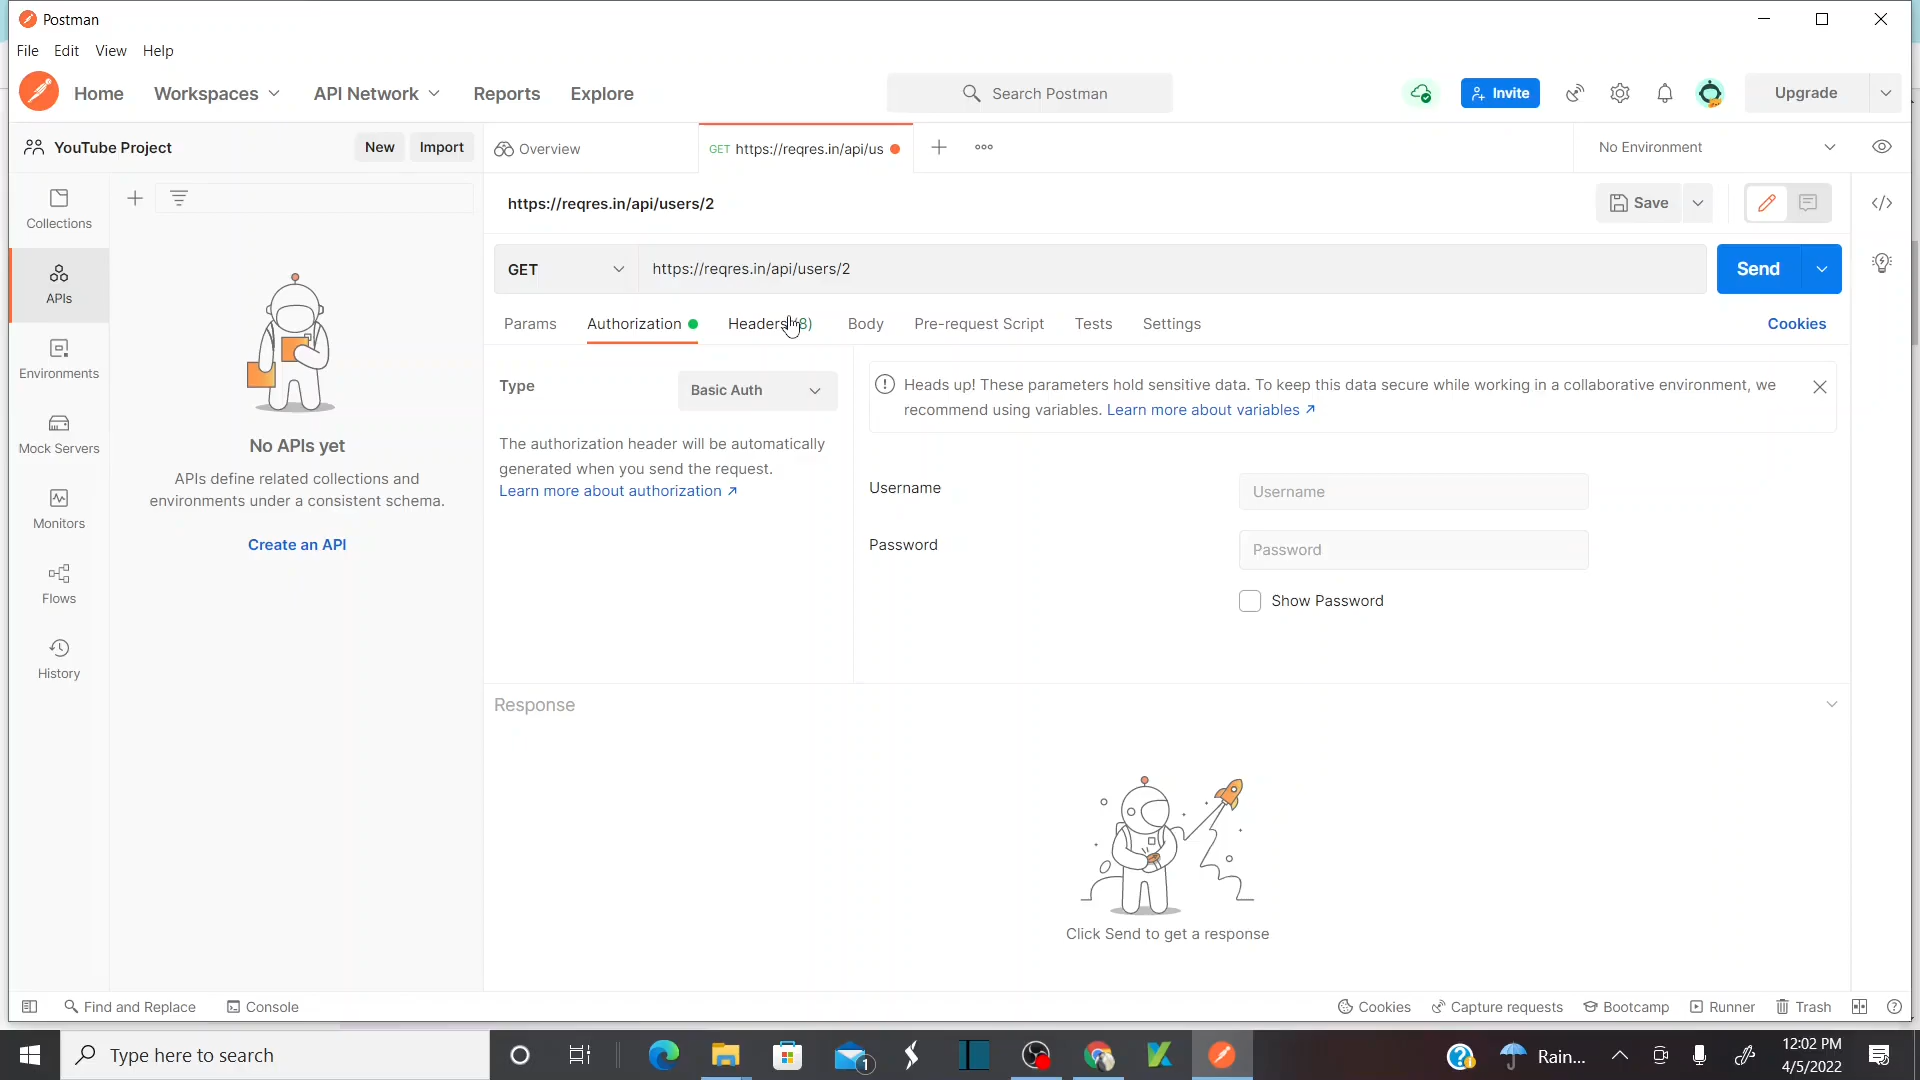 Postman
File Edit View Help
Home Workspaces API Network Reports Explore Search Postman Invite Upgrade
YouTube Project New Import Overview GET https://reqres.in/api/us No Environment
Collections
APIs
Environments
Mock Servers
Monitors
Flows
History
No APIs yet
APIs define related collections and
environments under a consistent schema.
Create an API
https://reqres.in/api/users/2 Save
GET https://reqres.in/api/users/2 Send
Params Authorization Headers 8) Body Pre-request Script Tests Settings Cookies
Type Basic Auth
The authorization header will be automatically
generated when you send the request.
Learn more about authorization
Heads up! These parameters hold sensitive data. To keep this data secure while working in a collaborative environment, we
recommend using variables. Learn more about variables
Username Username
Password Password
Show Password
Response
Click Send to get a response
Find and Replace Console Cookies Capture requests Bootcamp Runner Trash
Type here to search 1 Rain... 12:02 PM
4/5/2022